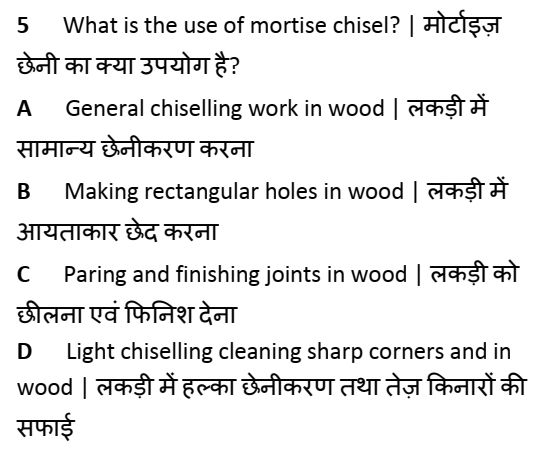 5 What is the use of mortise chisel? | मोर्टाइज़
छेनी का क्या उपयोग है?
A General chiselling work in wood | लकड़ी में
सामान्य छेनीकरण करना
B Making rectangular holes in wood | लकड़ी में
आयताकार छेद करना
C Paring and finishing joints in wood | लकड़ी को
छीलना एवं फिनिश देना
D Light chiselling cleaning sharp corners and in
wood | लकड़ी में हल्का छेनीकरण तथा तेज़ किनारों की
सफाई